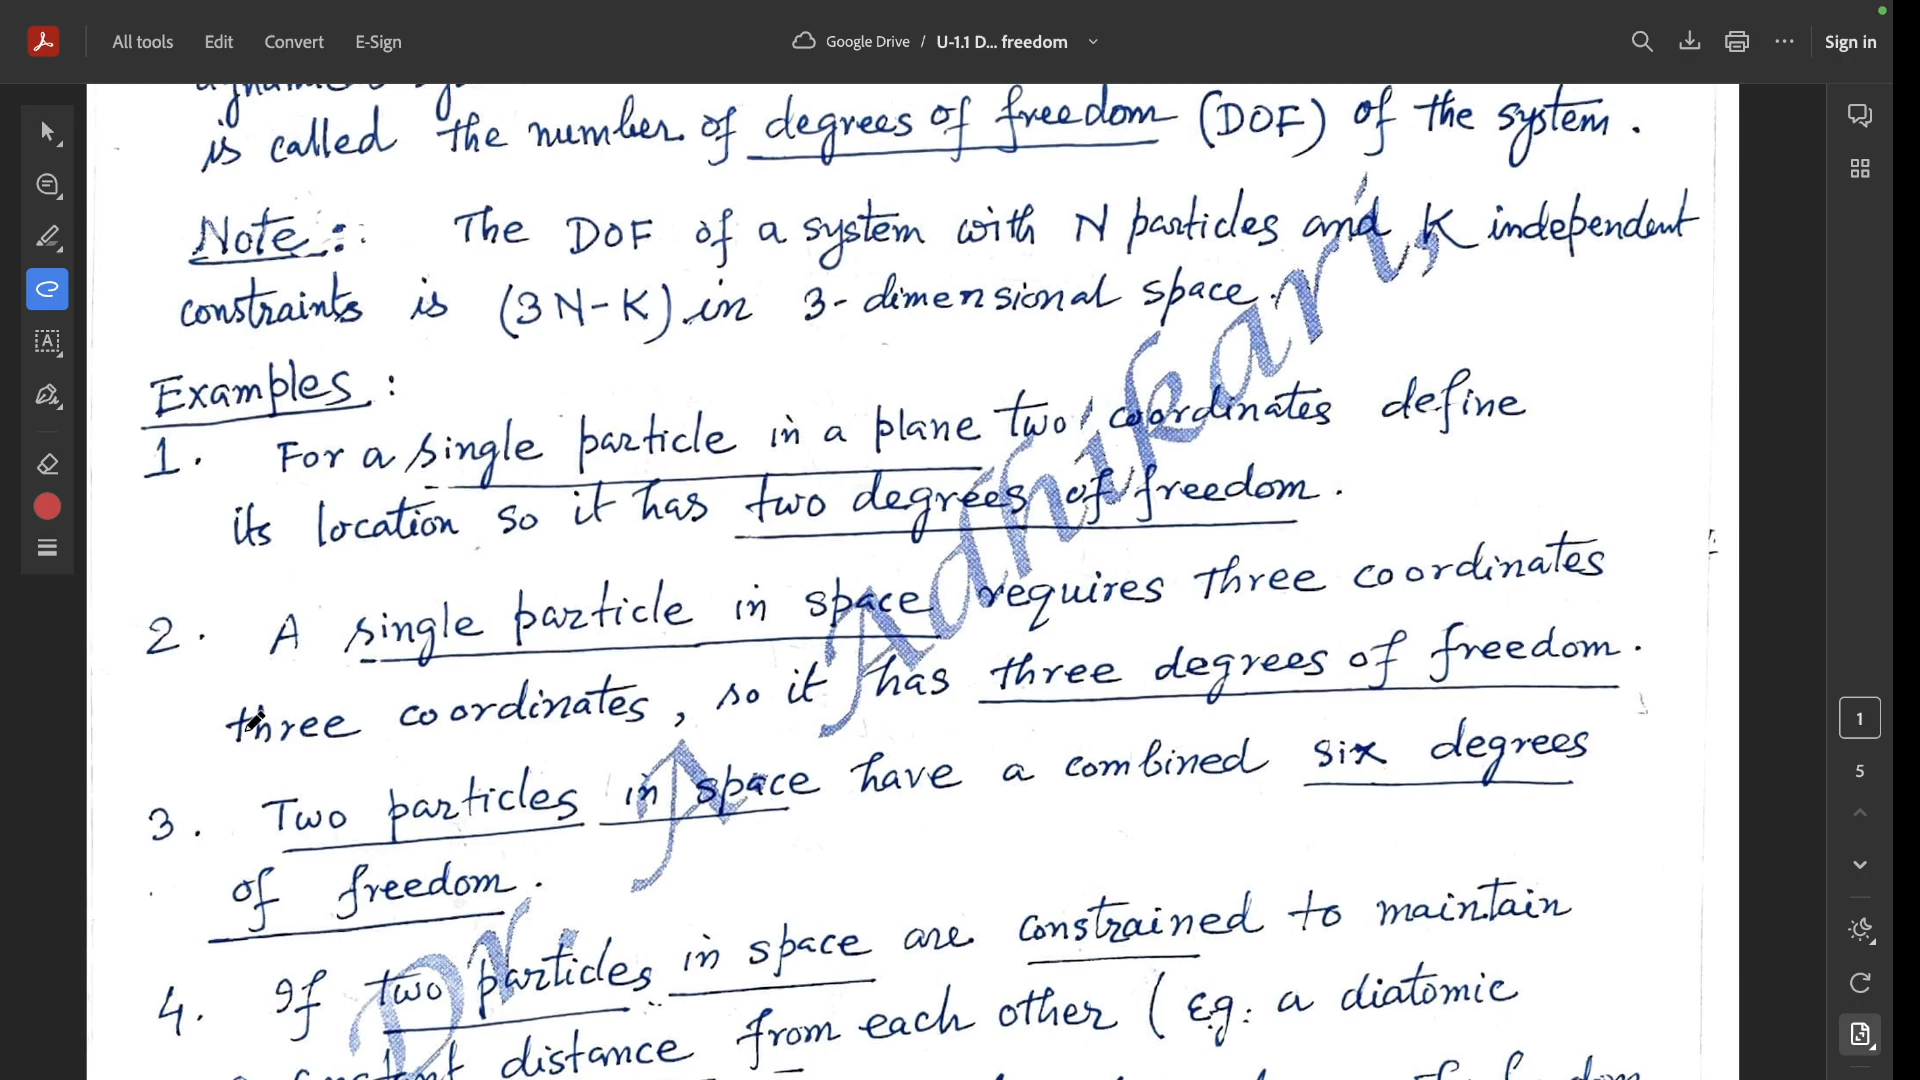 All tools Edit Convert E-Sign Google Drive / U-1.1 D... freedom Sign in
is called the number of degrees of freedom (DOF) of the system.
Note: The DOF of a system with N particles and K independent
constraints is (3N-K) in 3-dimensional space.
Examples:
1. For a single particle in a plane two coordinates define
its location so it has two degrees of freedom.
2. A single particle in space requires three coordinates
three coordinates, so it has three degrees of freedom.
3. Two particles in space have a combined six degrees
of freedom.
4. If two particles in space are constrained to maintain
distance from each other (Eg: a diatomic
Dr. A Adhikari
1
5